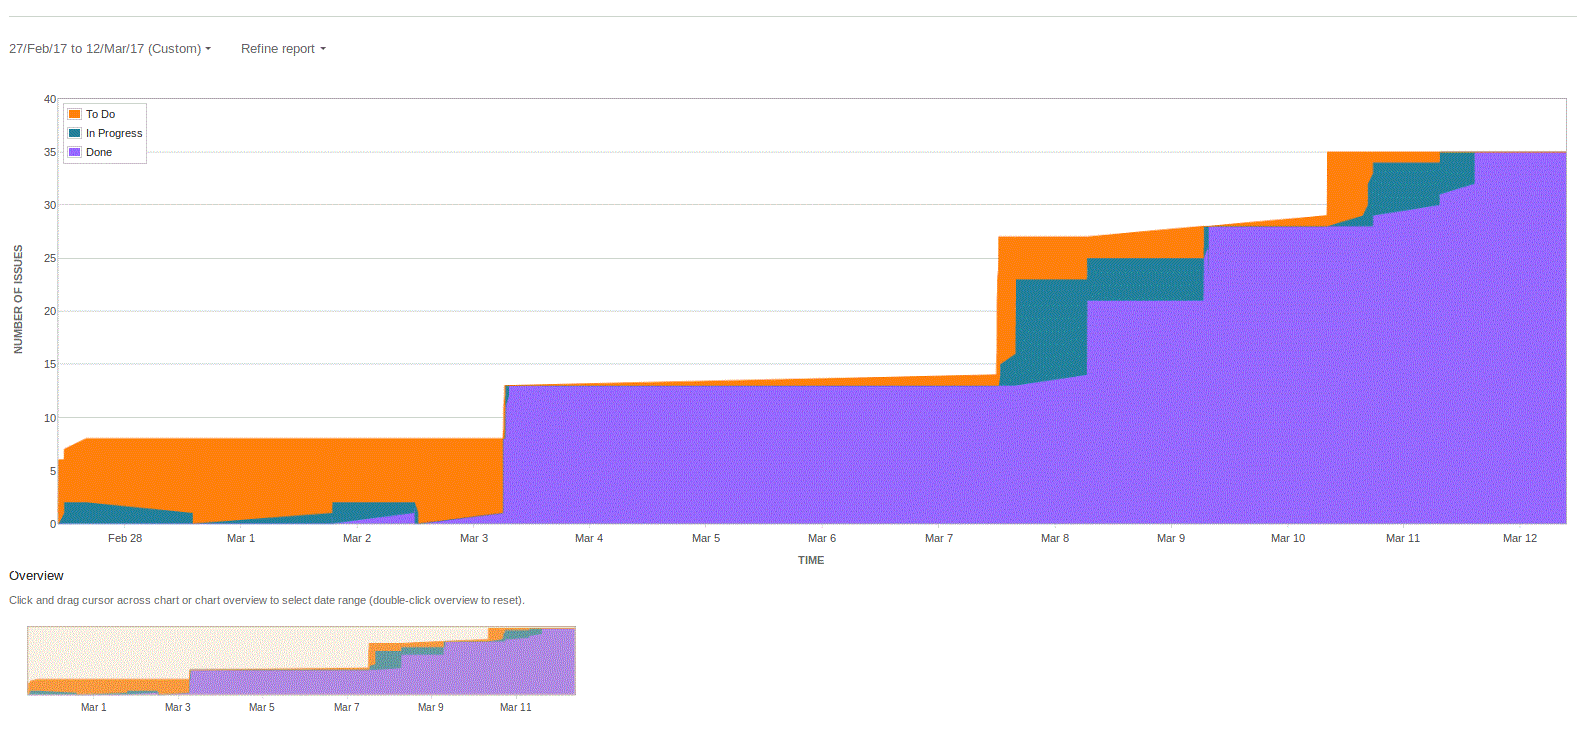 27/Feb/17 to 12/Mar/17 (Custom) Refine report
40
To Do
In Progress
35
Done
30
25
20
15
10
5
0
NUMBER OF ISSUES
Feb 28 Mar 1 Mar 2 Mar 3 Mar 4 Mar 5 Mar 6 Mar 7 Mar 8 Mar 9 Mar 10 Mar 11 Mar 12
TIME
Overview
Click and drag cursor across chart or chart overview to select date range (double-click overview to reset).
Mar 1 Mar 3 Mar 5 Mar 7 Mar 9 Mar 11